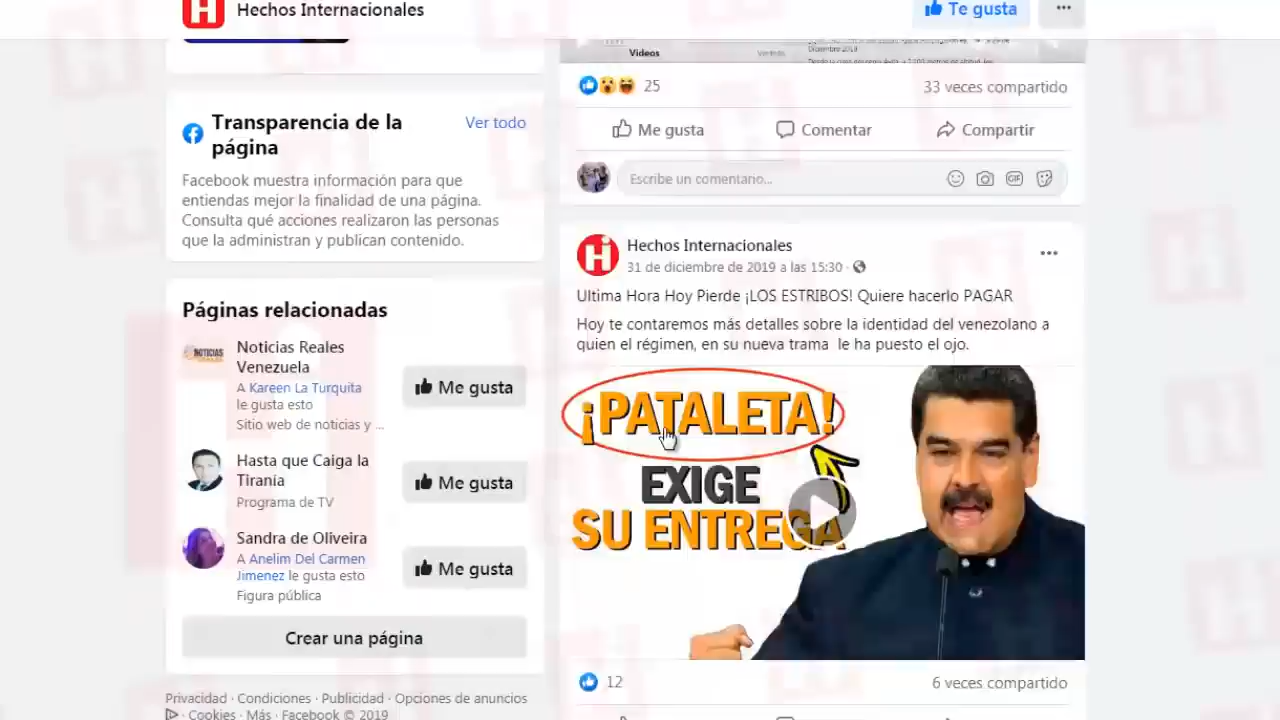 Hechos Internacionales
Te gusta
Videos
Diciembre 2019
25
33 veces compartido
Me gusta
Comentar
Compartir
Escribe un comentario...
GIF
Transparencia de la
página
Ver todo
Facebook muestra información para que
entiendas mejor la finalidad de una página.
Consulta qué acciones realizaron las personas
que la administran y publican contenido.
Páginas relacionadas
NOTICIAS
Noticias Reales
Venezuela
A Kareen La Turquita
le gusta esto
Sitio web de noticias y ...
Me gusta
Hasta que Caiga la
Tirania
Programa de TV
Me gusta
Sandra de Oliveira
A Anelim Del Carmen
Jimenez le gusta esto
Figura pública
Me gusta
Crear una página
Privacidad · Condiciones · Publicidad · Opciones de anuncios
· Cookies · Más · Facebook © 2019
Hechos Internacionales
31 de diciembre de 2019 a las 15:30 ·
Ultima Hora Hoy Pierde ¡LOS ESTRIBOS! Quiere hacerlo PAGAR
Hoy te contaremos más detalles sobre la identidad del venezolano a
quien el régimen, en su nueva trama le ha puesto el ojo.
¡PATALETA!
EXIGE
SU ENTREGA
12
6 veces compartido